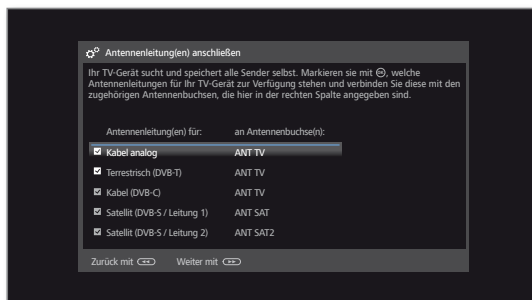 Antennenleitung(en) anschließen
Ihr TV-Gerät sucht und speichert alle Sender selbst. Markieren sie mit OK, welche
Antennenleitungen für Ihr TV-Gerät zur Verfügung stehen und verbinden Sie diese mit den
zugehörigen Antennenbuchsen, die hier in der rechten Spalte angegeben sind.
Antennenleitung(en) für: an Antennenbuchse(n):
Kabel analog ANT TV
Terrestrisch (DVB-T) ANT TV
Kabel (DVB-C) ANT TV
Satellit (DVB-S / Leitung 1) ANT SAT
Satellit (DVB-S / Leitung 2) ANT SAT2
Zurück mit Weiter mit